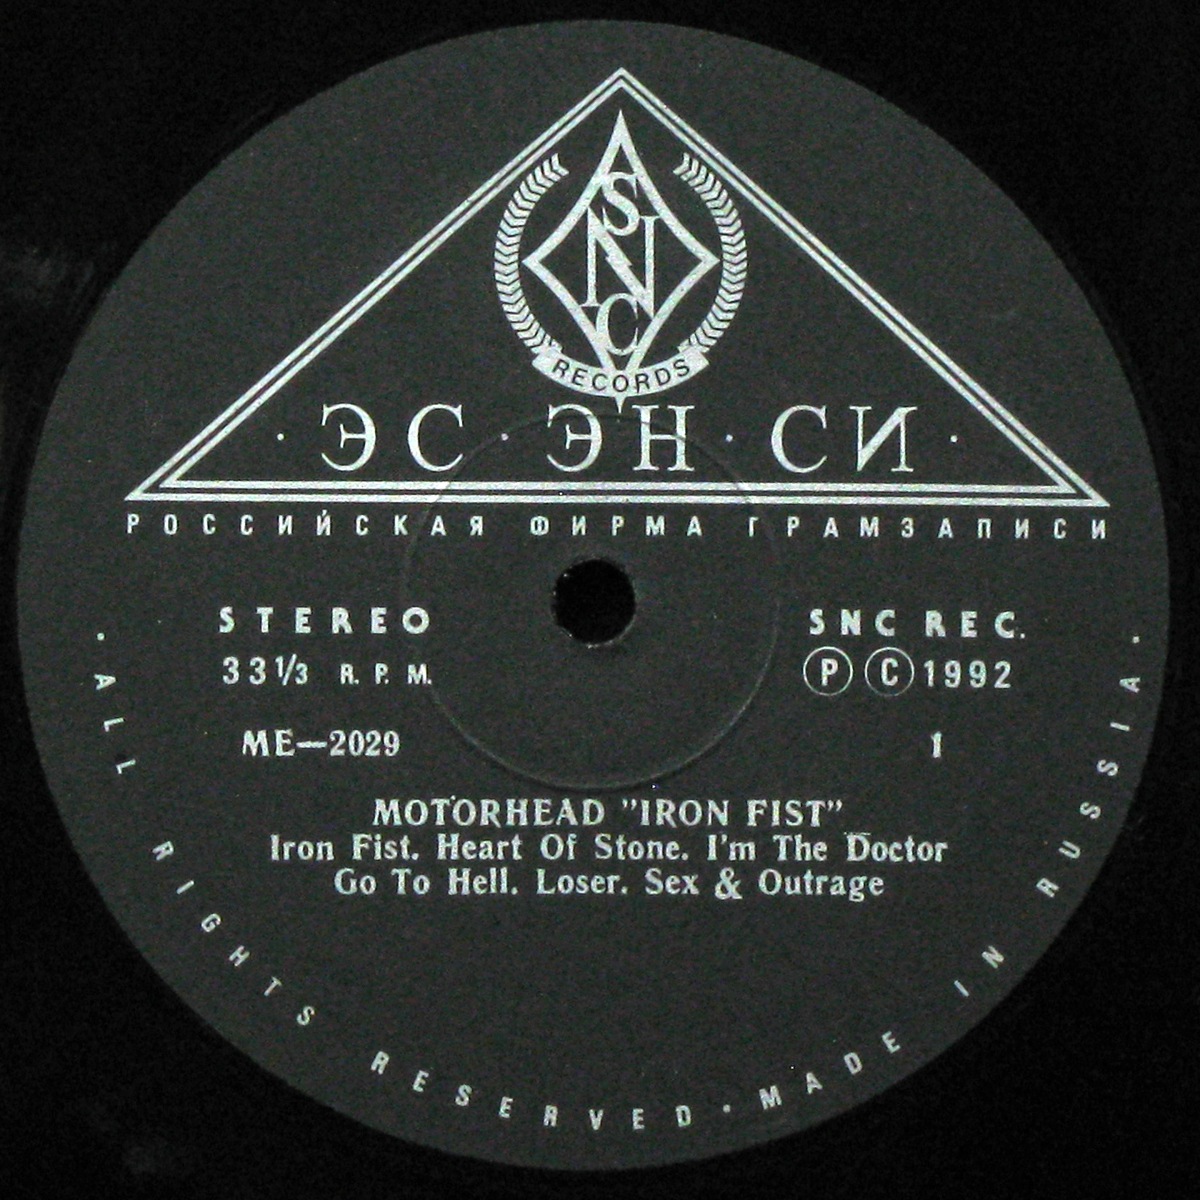 SNC
RECORDS
· ЭС · ЭН · СИ ·
РОССИЙСКАЯ ФИРМА ГРАМЗАПИСИ
STEREO
33 1/3 R. P. M.
ME—2029
SNC REC.
Ⓟ Ⓒ 1992
1
MOTORHEAD "IRON FIST"
Iron Fist. Heart Of Stone. I'm The Doctor
Go To Hell. Loser. Sex & Outrage
· ALL RIGHTS RESERVED · MADE IN RUSSIA ·